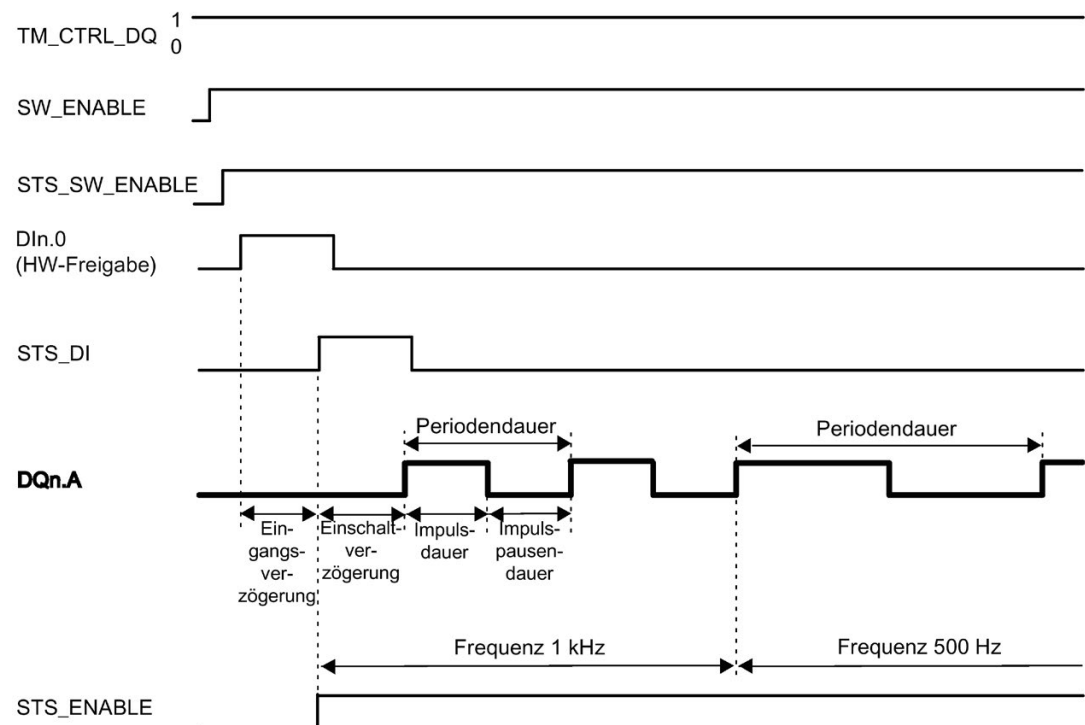 TM_CTRL_DQ 1
0
SW_ENABLE
STS_SW_ENABLE
DIn.0
(HW-Freigabe)
STS_DI
Periodendauer
Periodendauer
DQn.A
Ein-
gangs-
ver-
zögerung
Einschalt-
ver-
zögerung
Impuls-
dauer
Impuls-
pausen-
dauer
Frequenz 1 kHz
Frequenz 500 Hz
STS_ENABLE